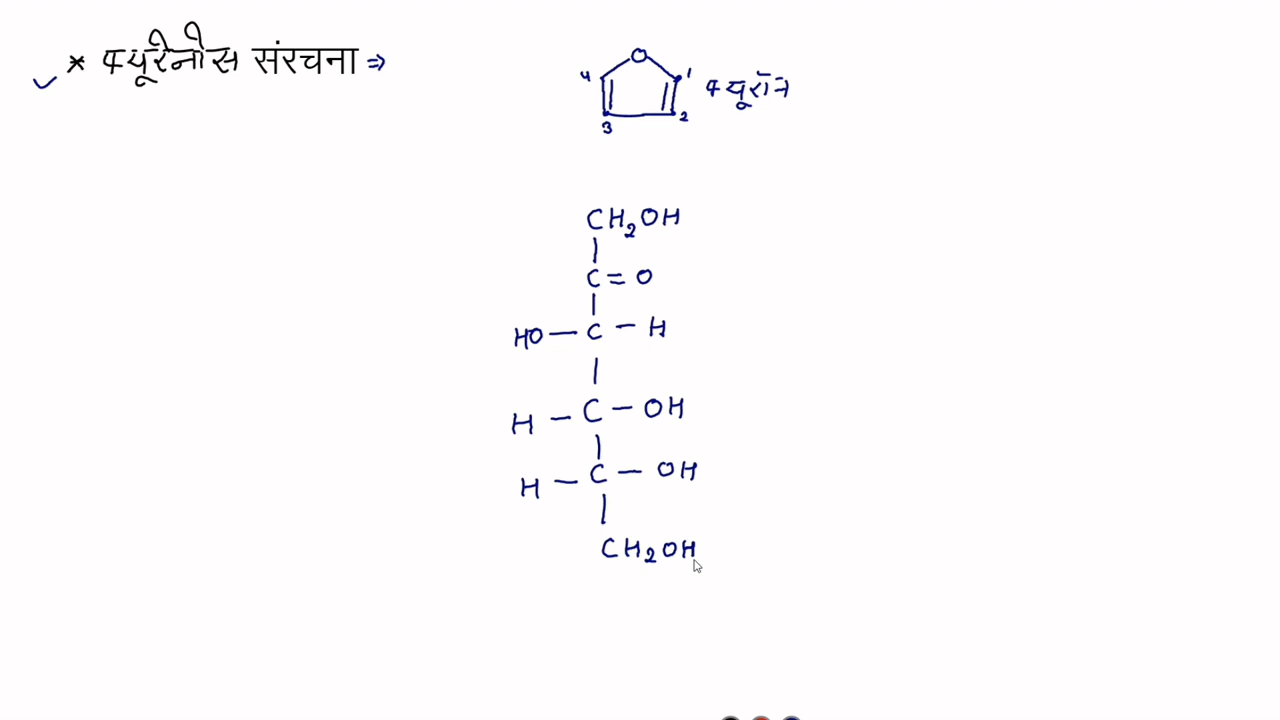 * फ्यूरेनोस संरचना ⇒
O
4 1 फ्यूरॉन
3 2
CH₂OH
C = O
HO — C — H
H — C — OH
H — C — OH
CH₂OH